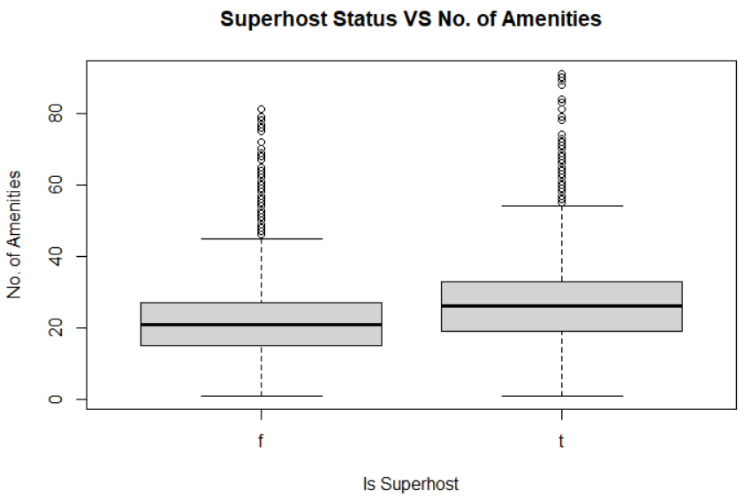 Superhost Status VS No. of Amenities
No. of Amenities
80
60
40
20
0
f t
Is Superhost